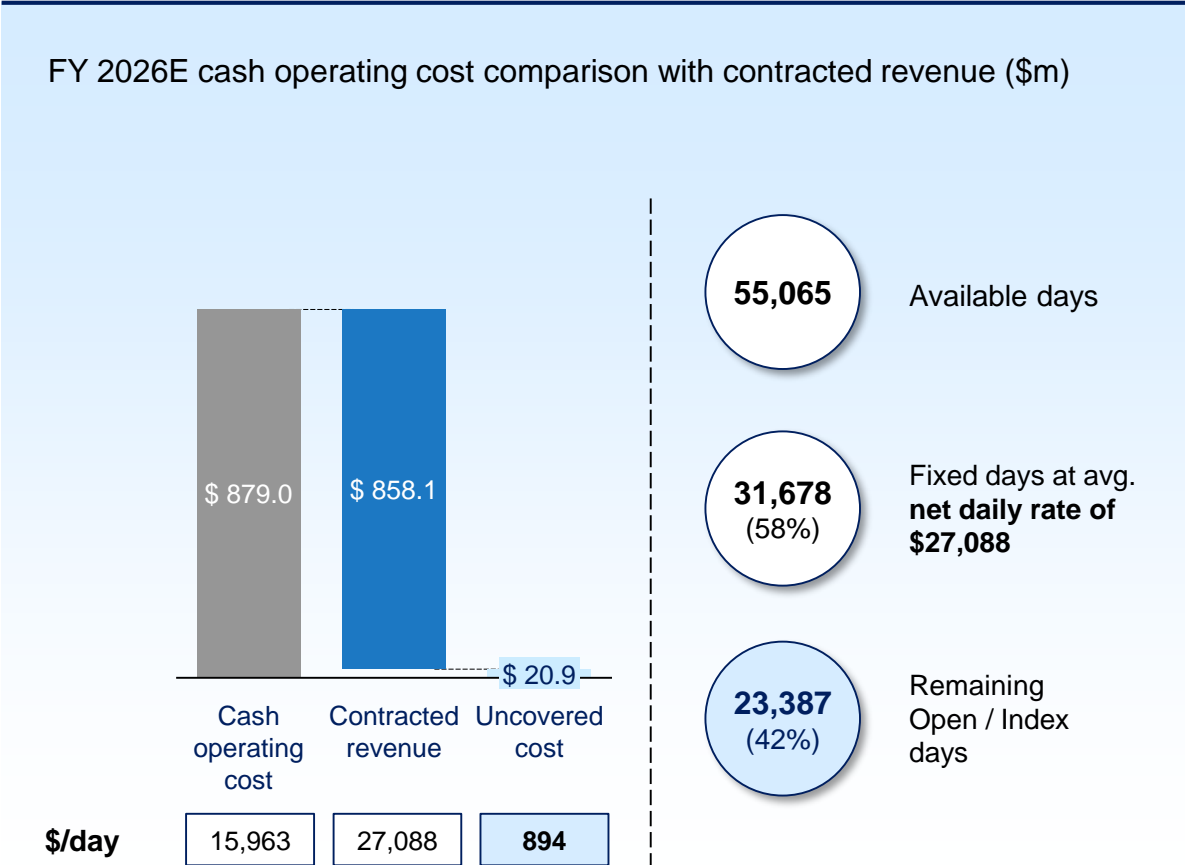 FY 2026E cash operating cost comparison with contracted revenue ($m)
$ 879.0
$ 858.1
$ 20.9
Cash
operating
cost
Contracted
revenue
Uncovered
cost
$/day
15,963
27,088
894
55,065
Available days
31,678
(58%)
Fixed days at avg.
net daily rate of
$27,088
23,387
(42%)
Remaining
Open / Index
days